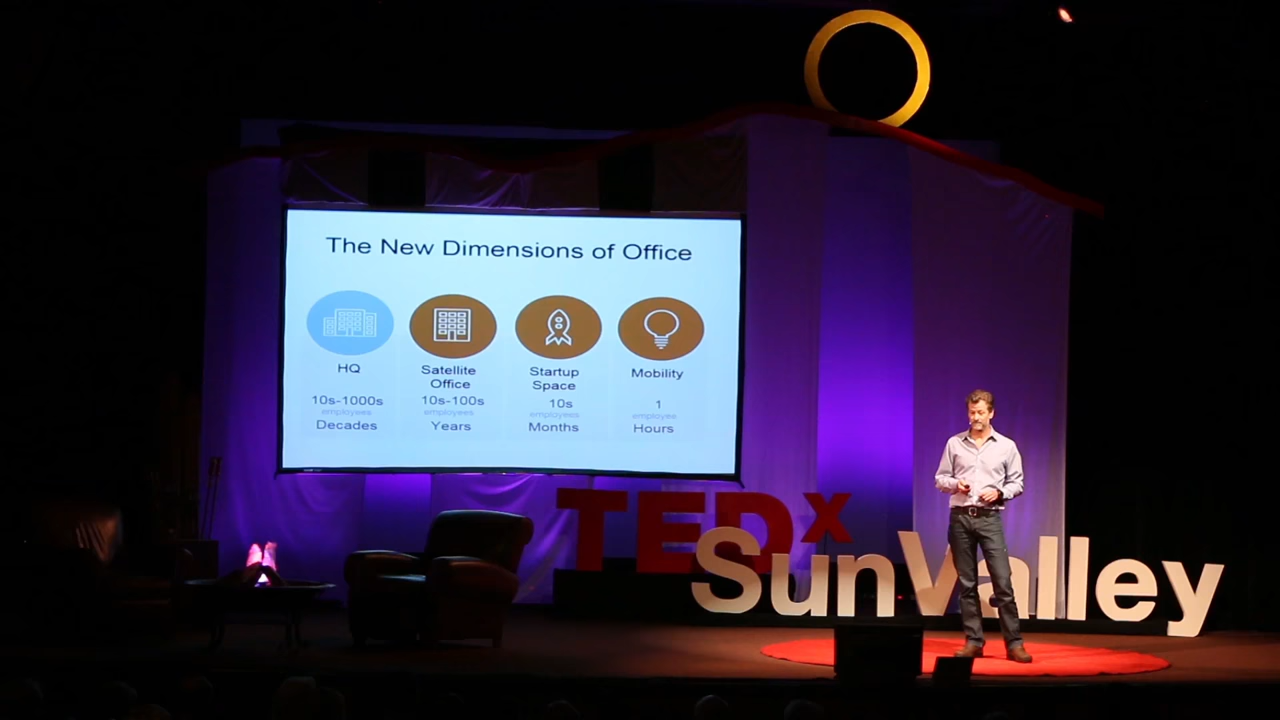 The New Dimensions of Office
HQ
10s-1000s
employees
Decades
Satellite
Office
10s-100s
employees
Years
Startup
Space
10s
employees
Months
Mobility
1
employee
Hours
TEDx
SunValley